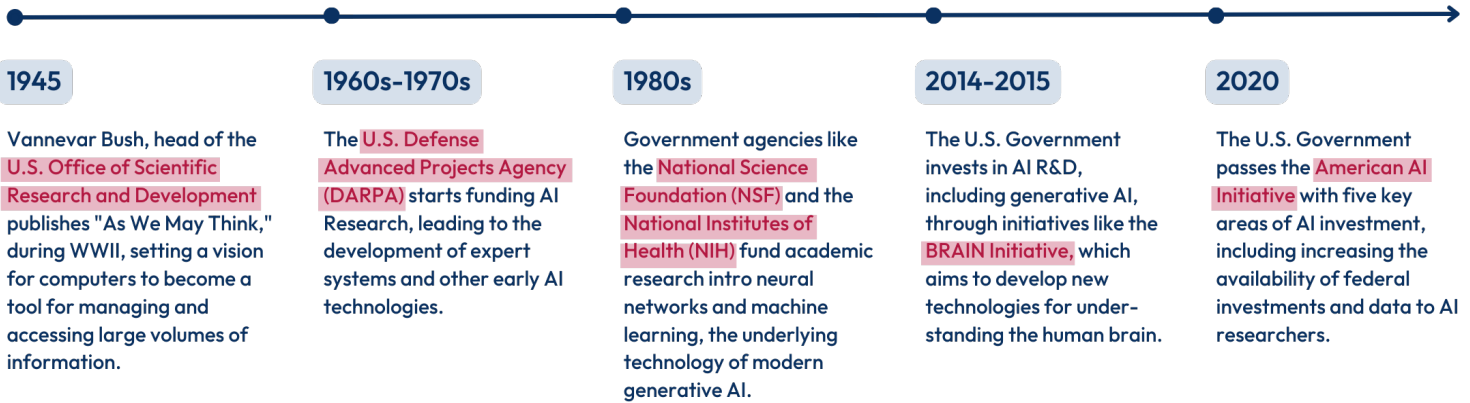 1945
Vannevar Bush, head of the
U.S. Office of Scientific
Research and Development
publishes "As We May Think,"
during WWII, setting a vision
for computers to become a
tool for managing and
accessing large volumes of
information.
1960s-1970s
The U.S. Defense
Advanced Projects Agency
(DARPA) starts funding AI
Research, leading to the
development of expert
systems and other early AI
technologies.
1980s
Government agencies like
the National Science
Foundation (NSF) and the
National Institutes of
Health (NIH) fund academic
research intro neural
networks and machine
learning, the underlying
technology of modern
generative AI.
2014-2015
The U.S. Government
invests in AI R&D,
including generative AI,
through initiatives like the
BRAIN Initiative, which
aims to develop new
technologies for under-
standing the human brain.
2020
The U.S. Government
passes the American AI
Initiative with five key
areas of AI investment,
including increasing the
availability of federal
investments and data to AI
researchers.